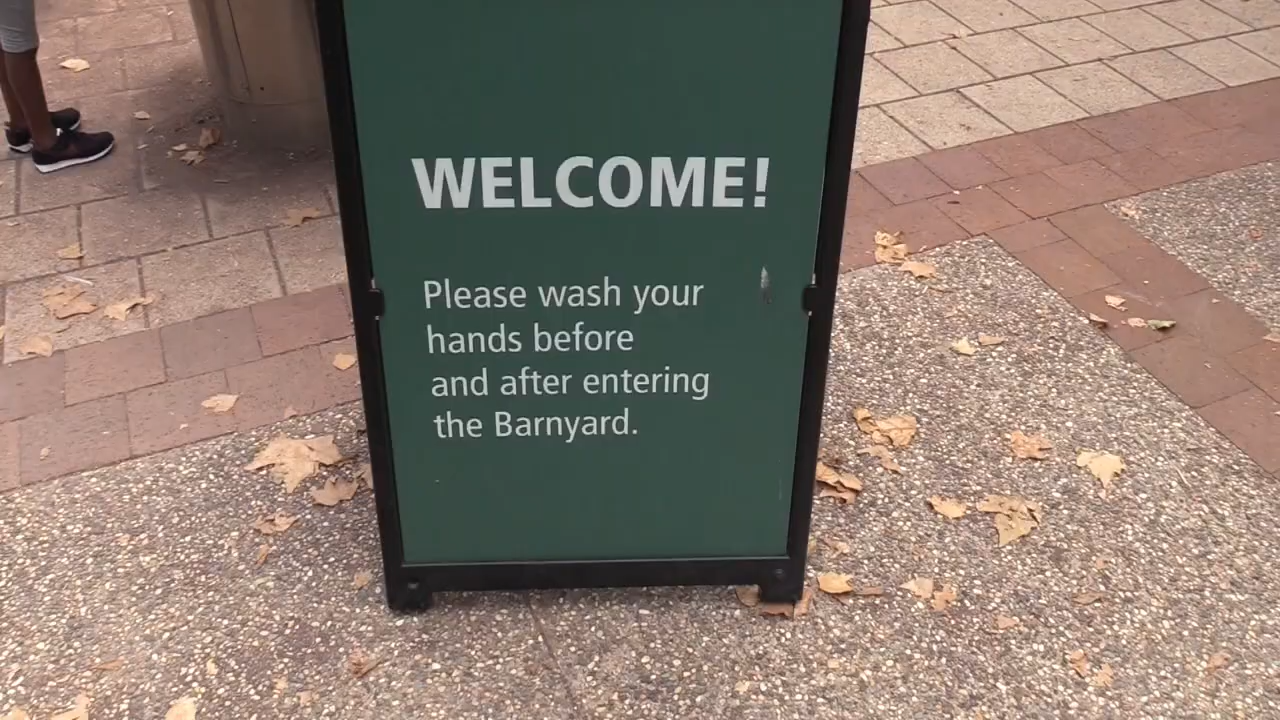 WELCOME!
Please wash your
hands before
and after entering
the Barnyard.